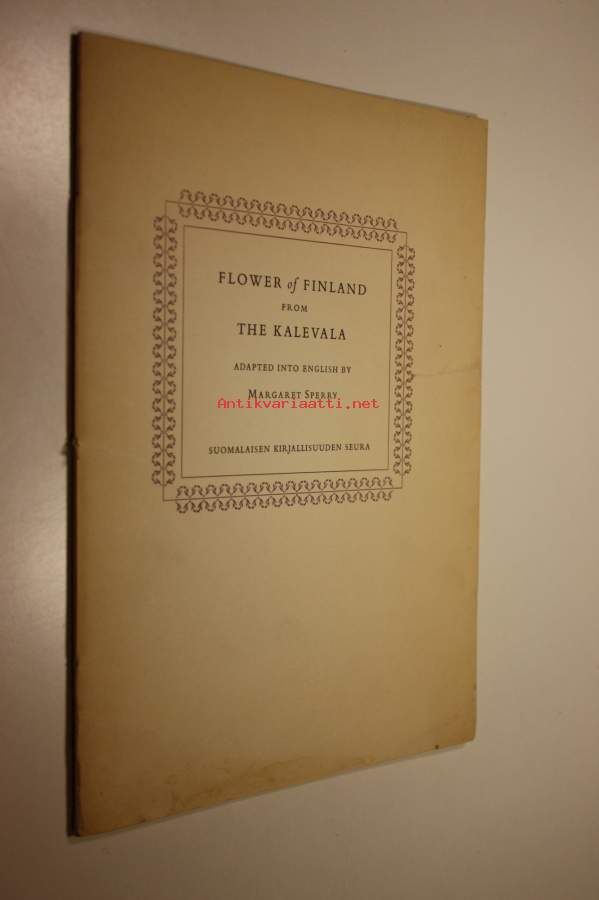 FLOWER of FINLAND
FROM
THE KALEVALA
ADAPTED INTO ENGLISH BY
MARGARET SPERRY
Antikvariaatti.net
SUOMALAISEN KIRJALLISUUDEN SEURA